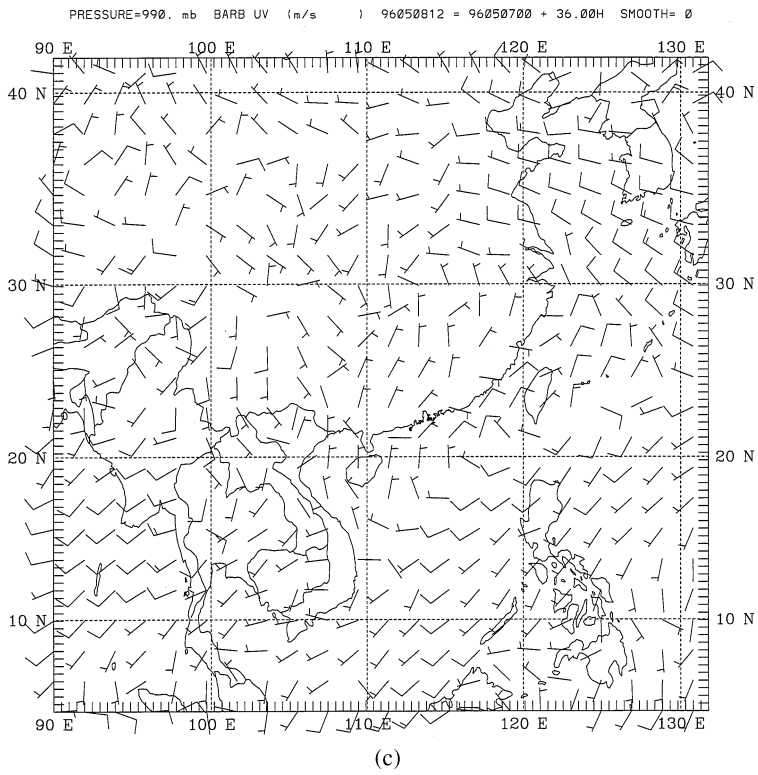 PRESSURE=990. mb BARB UV (m/s ) 96050812 = 96050700 + 36.00H SMOOTH= 0
90 E 100 E 110 E 120 E 130 E
40 N 40 N
30 N 30 N
20 N 20 N
10 N 10 N
90 E 100 E 110 E 120 E 130 E
(c)